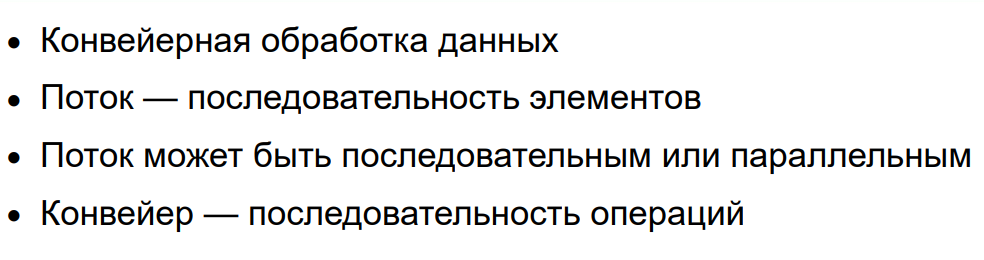 • Конвейерная обработка данных
• Поток — последовательность элементов
• Поток может быть последовательным или параллельным
• Конвейер — последовательность операций